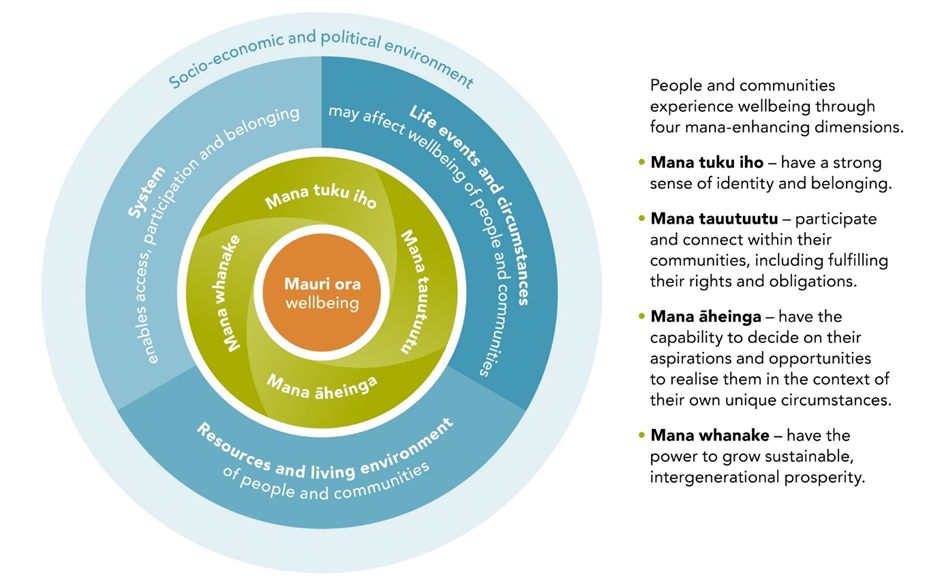 Socio-economic and political environment
System
enables access, participation and belonging
Life events and circumstances
may affect wellbeing of people and communities
Resources and living environment
of people and communities
Mana tuku iho
Mana tauutuutu
Mana āheinga
Mana whanake
Mauri ora
wellbeing
People and communities
experience wellbeing through
four mana-enhancing dimensions.
• Mana tuku iho – have a strong
sense of identity and belonging.
• Mana tauutuutu – participate
and connect within their
communities, including fulfilling
their rights and obligations.
• Mana āheinga – have the
capability to decide on their
aspirations and opportunities
to realise them in the context of
their own unique circumstances.
• Mana whanake – have the
power to grow sustainable,
intergenerational prosperity.